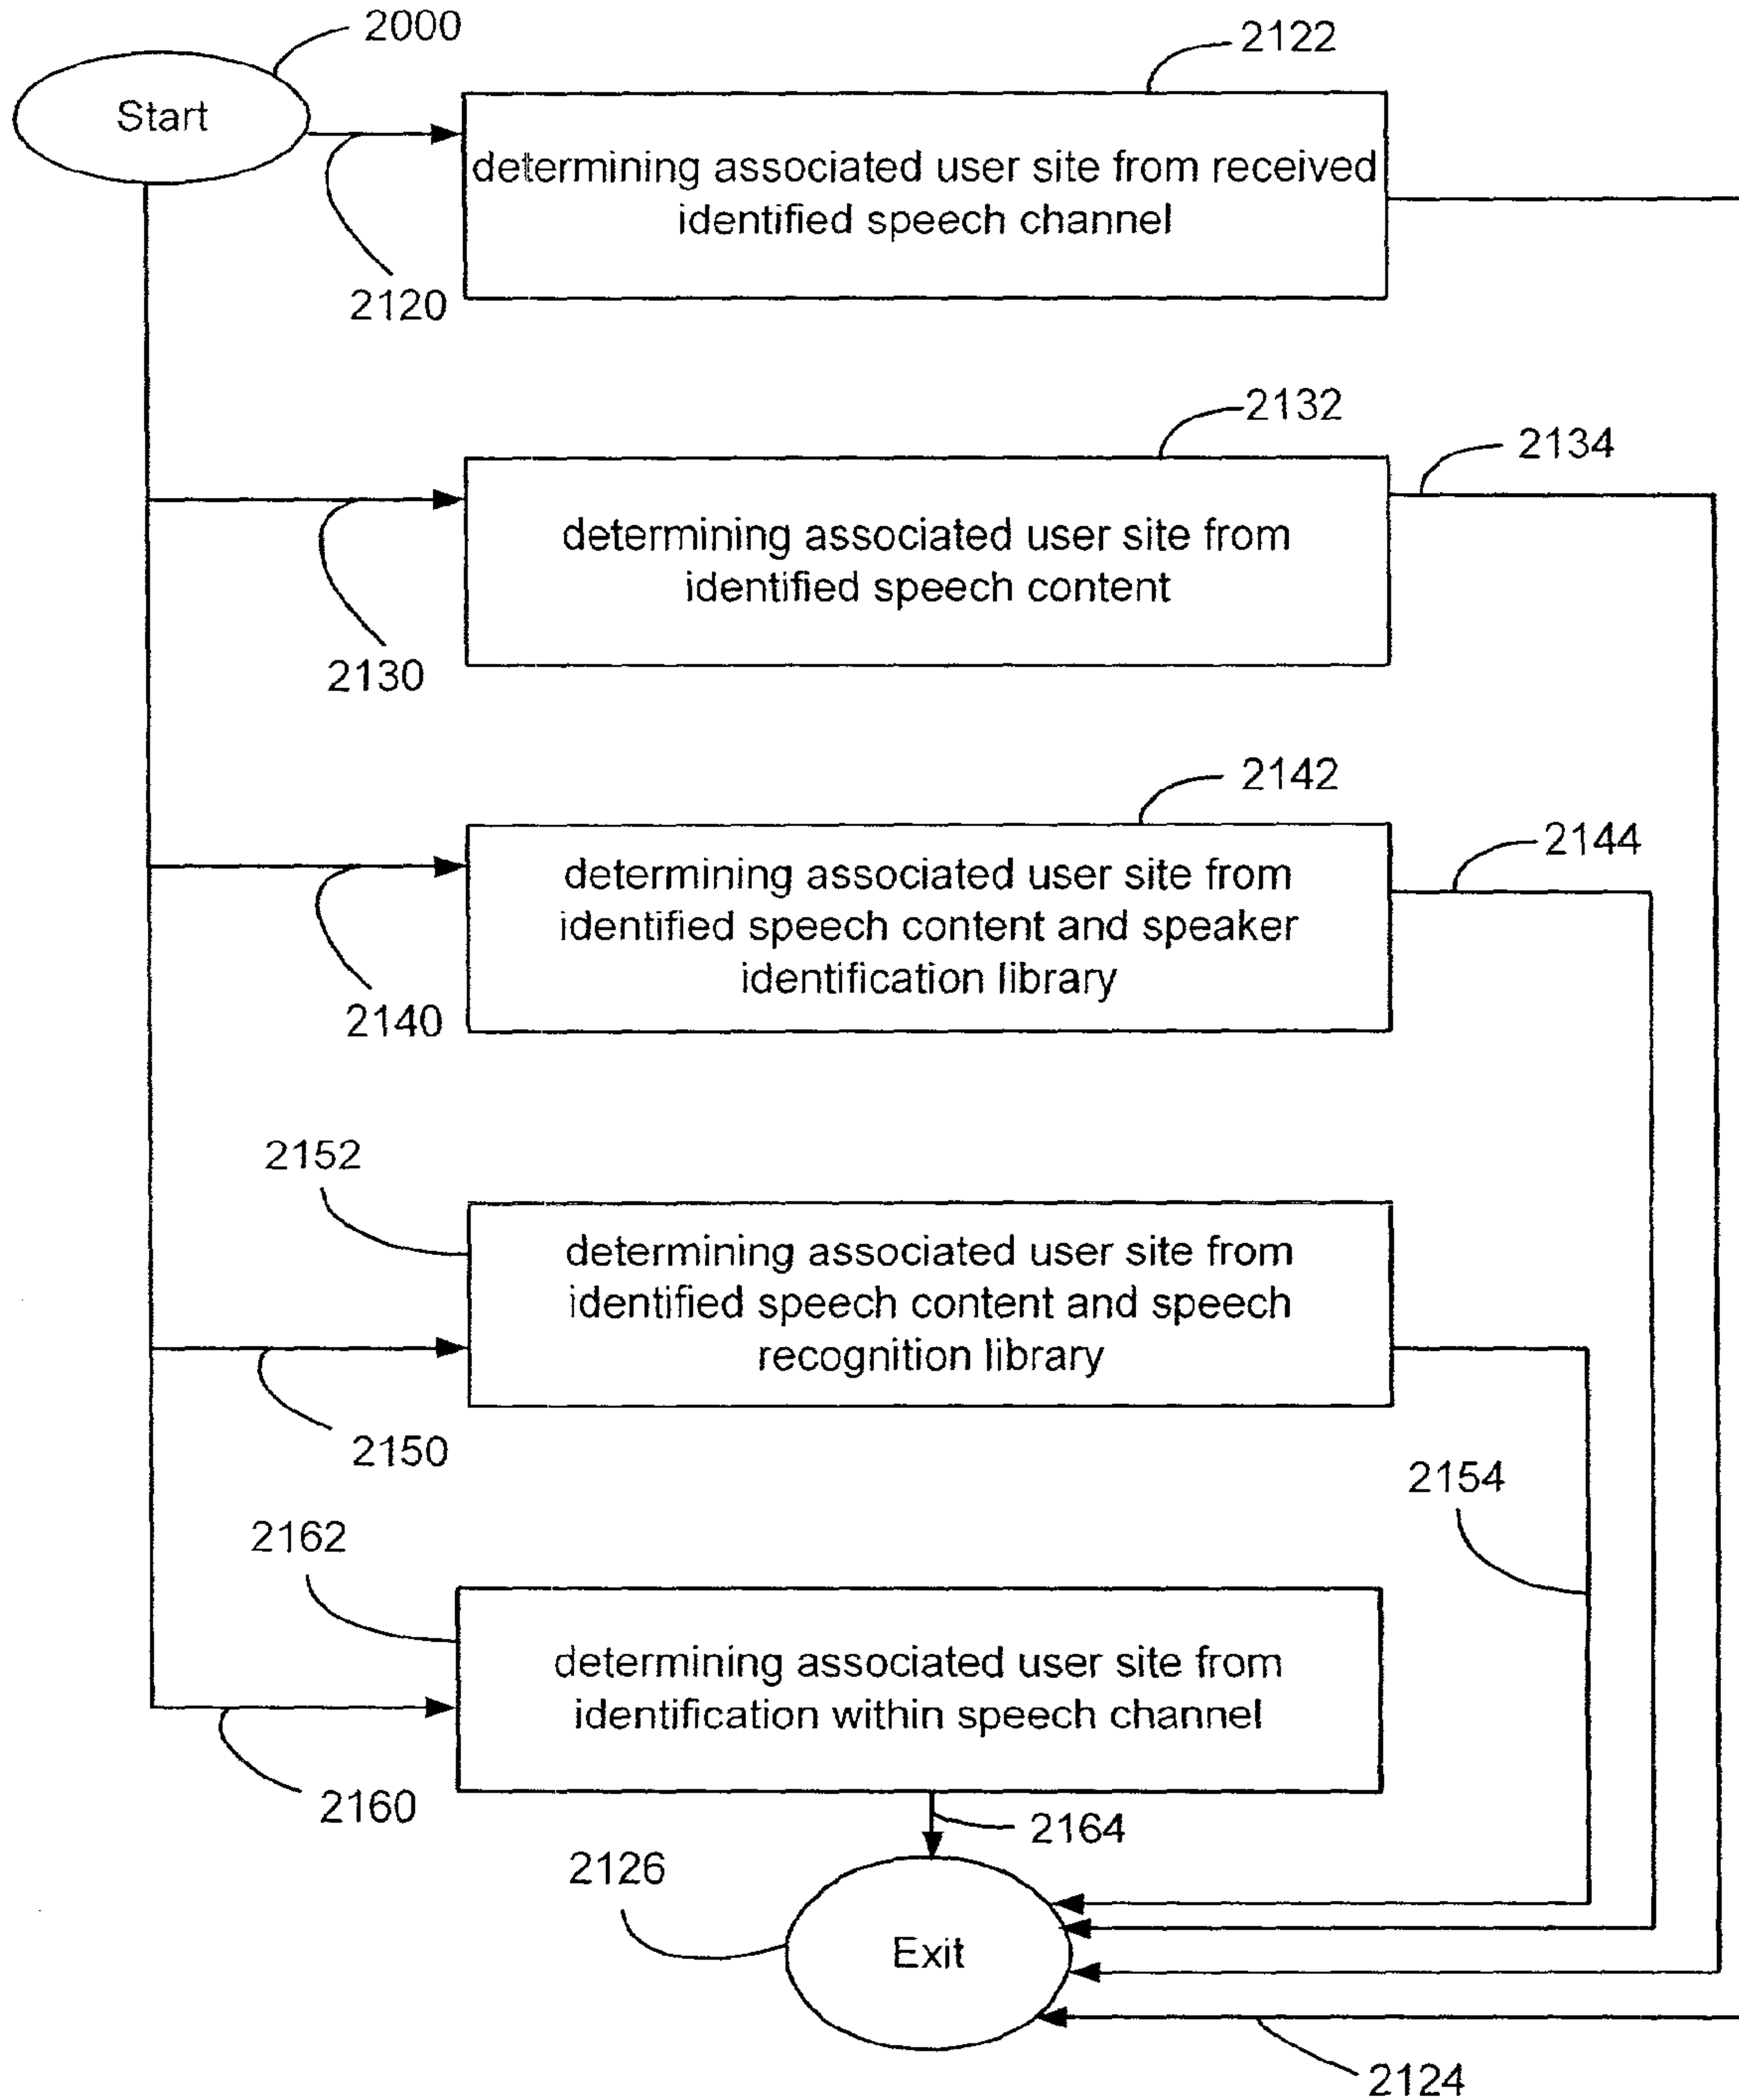 2000
Start
2122
determining associated user site from received
identified speech channel
2120
2132
2134
determining associated user site from
identified speech content
2130
2142
2144
determining associated user site from
identified speech content and speaker
identification library
2140
2152
determining associated user site from
identified speech content and speech
recognition library
2150
2154
2162
determining associated user site from
identification within speech channel
2160
2164
2126
Exit
2124